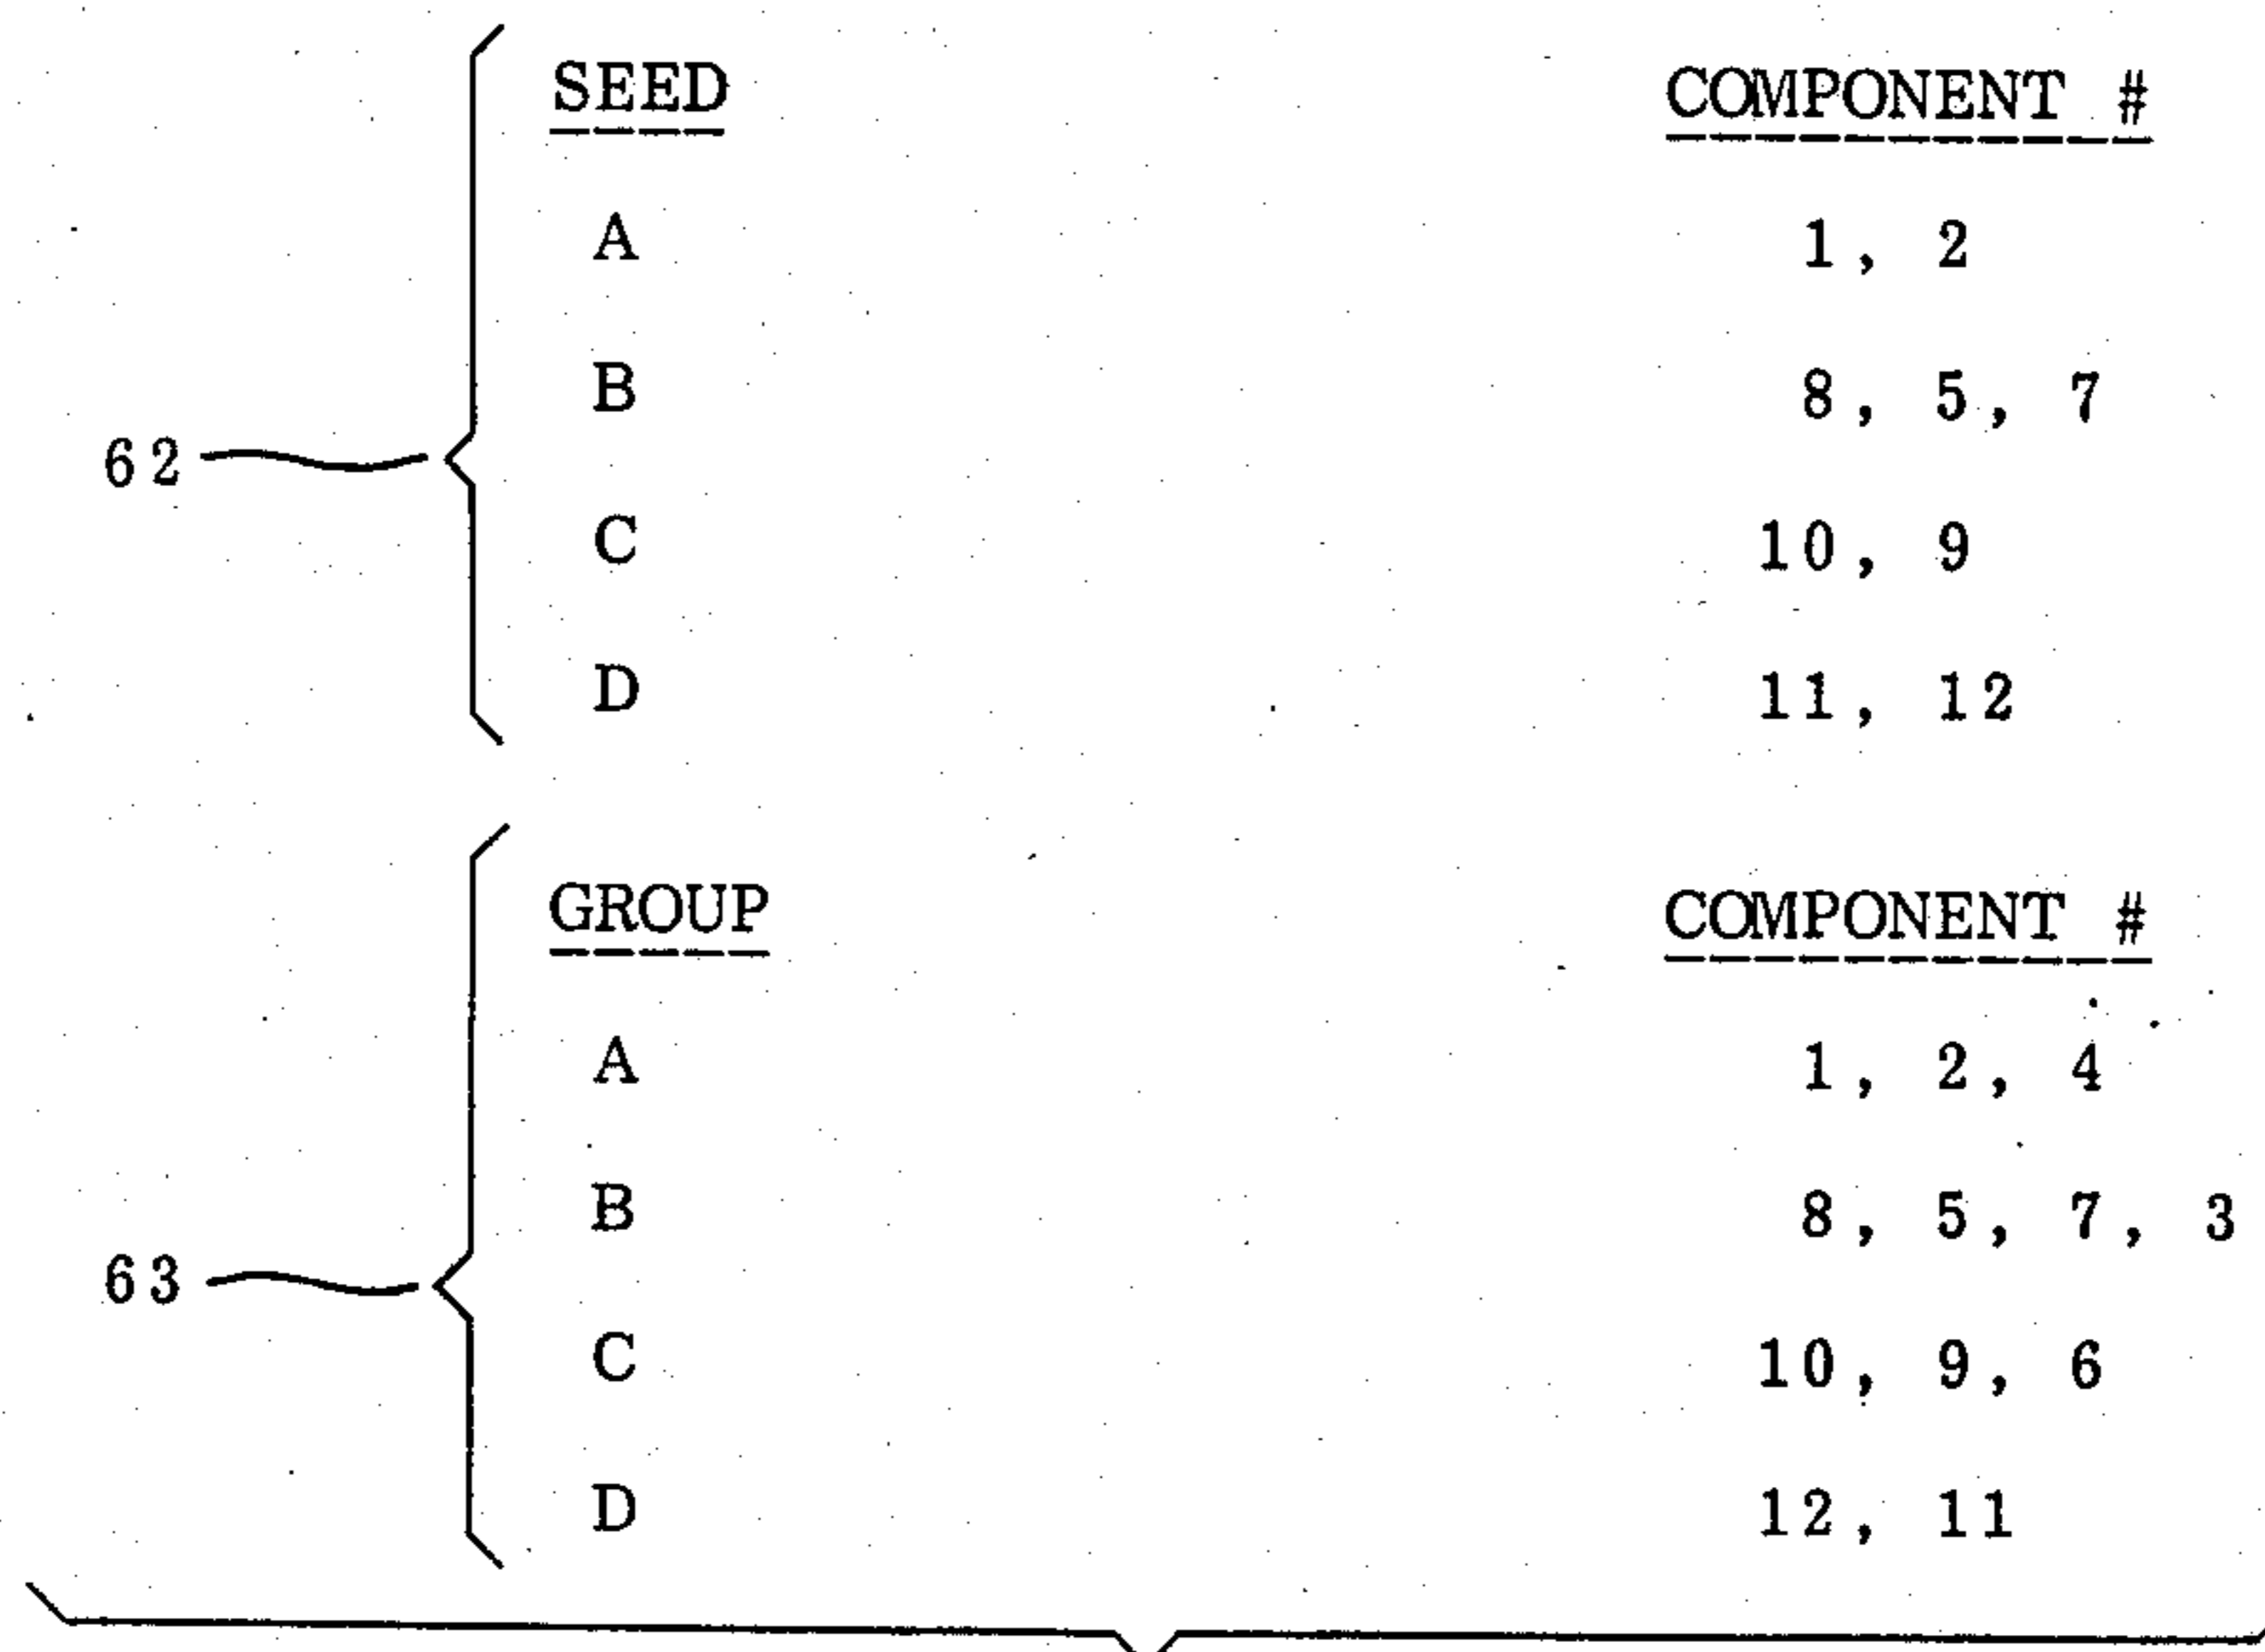 SEED COMPONENT #
A 1, 2
B 8, 5, 7
62
C 10, 9
D 11, 12
GROUP COMPONENT #
A 1, 2, 4
B 8, 5, 7, 3
63
C 10, 9, 6
D 12, 11